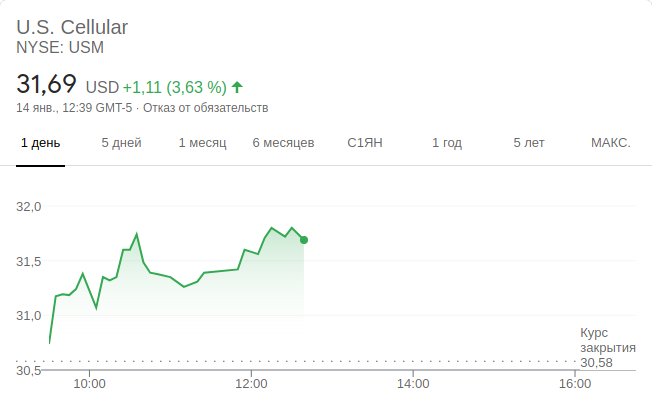 U.S. Cellular
NYSE: USM
31,69 USD +1,11 (3,63 %)
14 янв., 12:39 GMT-5 · Отказ от обязательств
1 день 5 дней 1 месяц 6 месяцев С1ЯН 1 год 5 лет МАКС.
32,0
31,5
31,0
Курс
закрытия
30,58
30,5
10:00 12:00 14:00 16:00